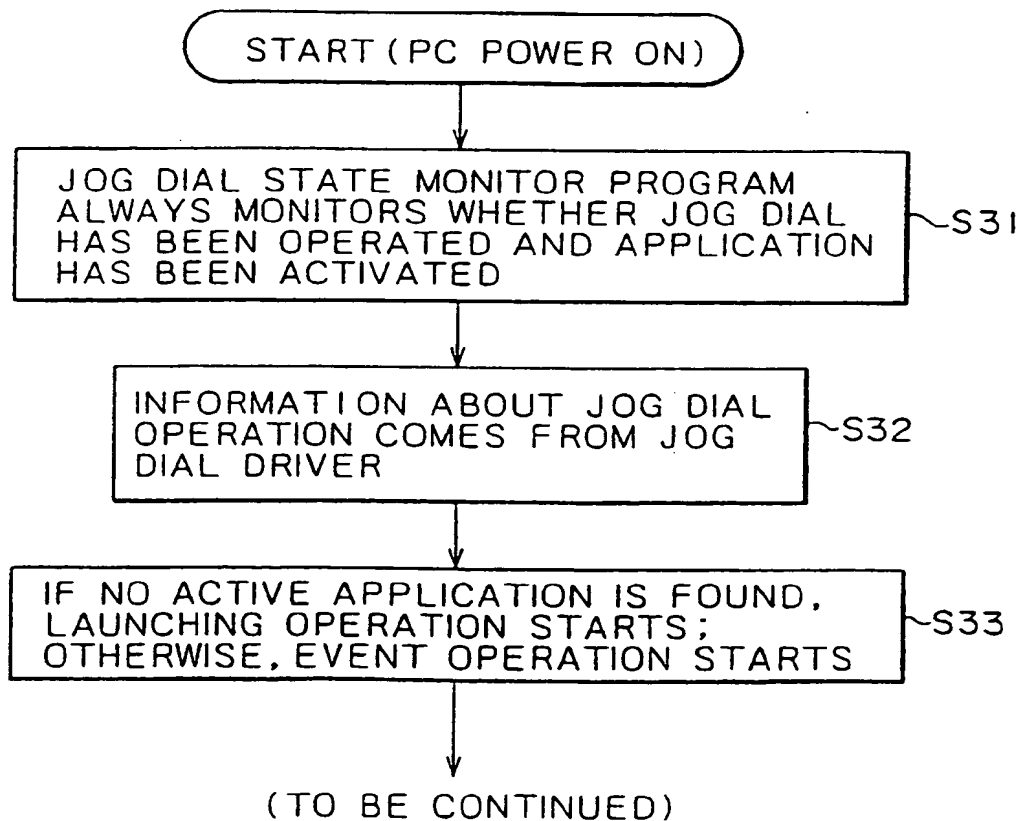 START (PC POWER ON)
JOG DIAL STATE MONITOR PROGRAM
ALWAYS MONITORS WHETHER JOG DIAL
HAS BEEN OPERATED AND APPLICATION
HAS BEEN ACTIVATED
S31
INFORMATION ABOUT JOG DIAL
OPERATION COMES FROM JOG
DIAL DRIVER
S32
IF NO ACTIVE APPLICATION IS FOUND,
LAUNCHING OPERATION STARTS;
OTHERWISE, EVENT OPERATION STARTS
S33
(TO BE CONTINUED)